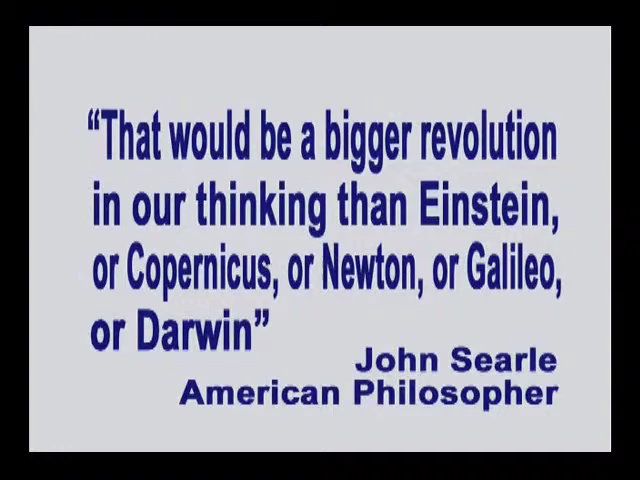 “That would be a bigger revolution
in our thinking than Einstein,
or Copernicus, or Newton, or Galileo,
or Darwin”
John Searle
American Philosopher